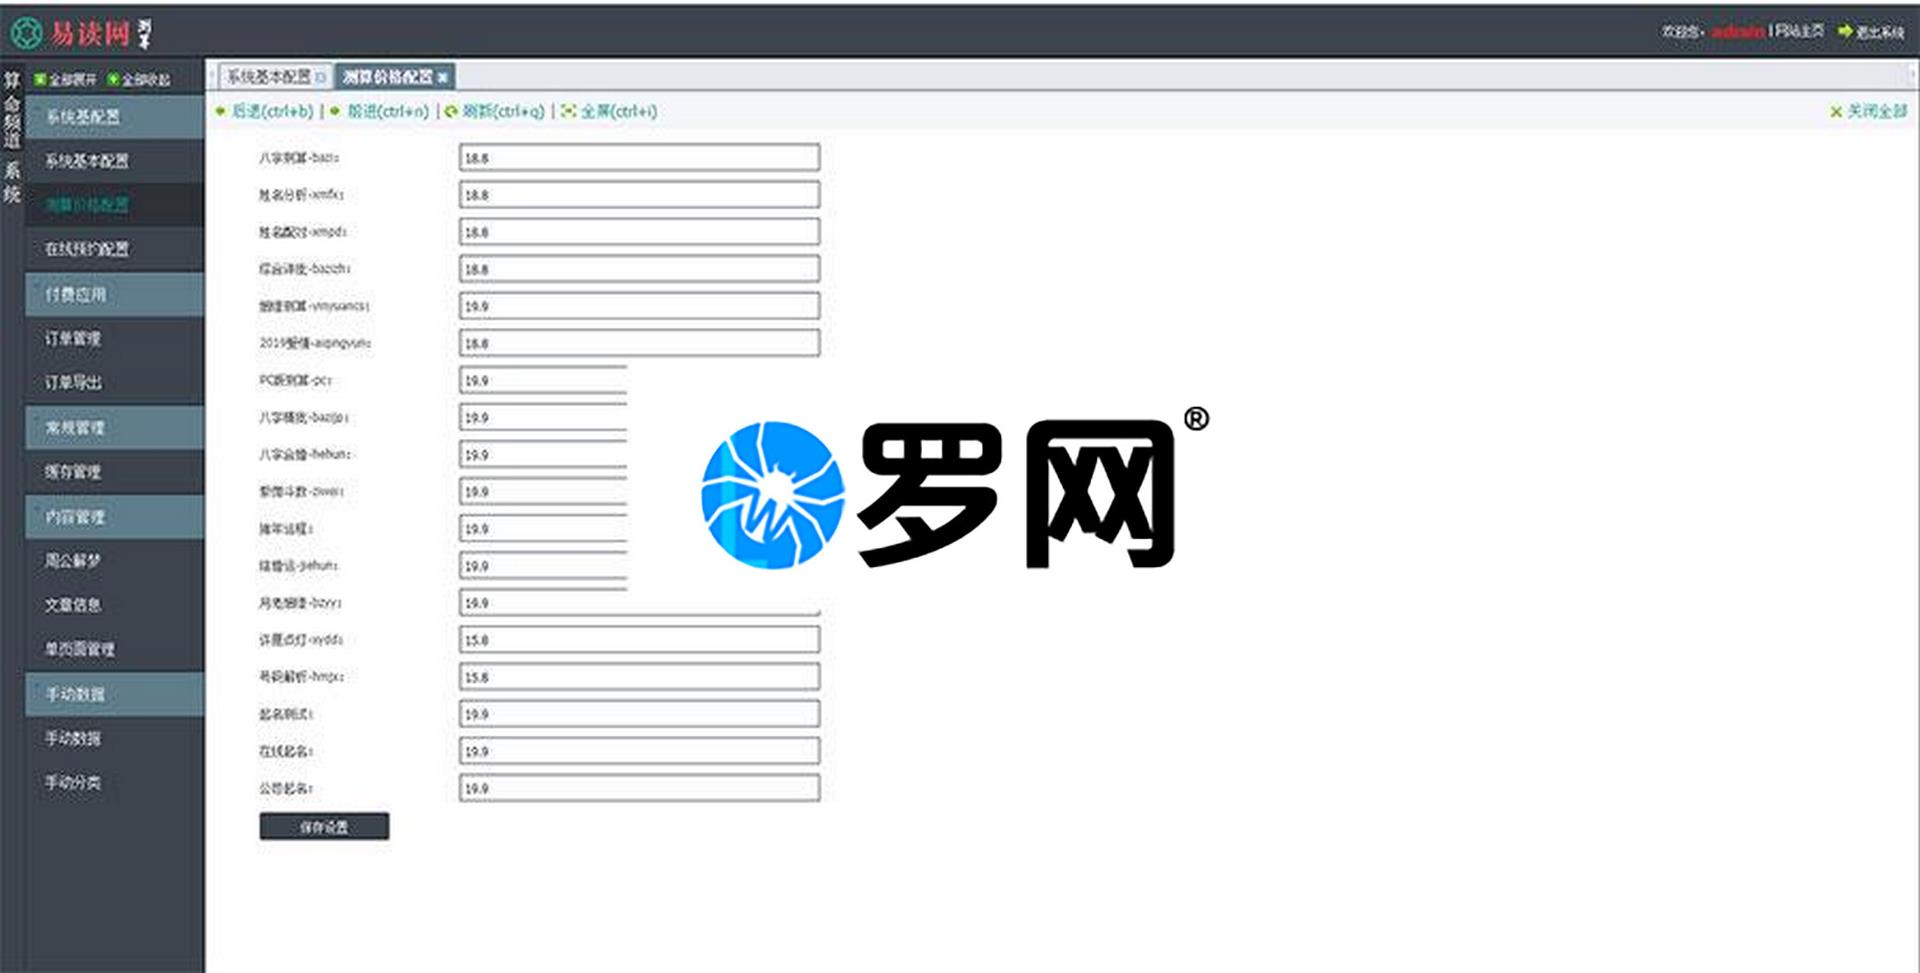 易读网 测算
欢迎您， admin | 网站主页 退出系统
算命频道 系统
全部展开 全部收起
系统基配置
系统基本配置
测算价格配置
在线预约配置
付费应用
订单管理
订单导出
常规管理
缓存管理
内容管理
周公解梦
文章信息
单页面管理
手动数据
手动数据
手动分类
系统基本配置 测算价格配置
后退(ctrl+b) | 前进(ctrl+n) | 刷新(ctrl+q) | 全屏(ctrl+i)
关闭全部
八字测算-bazi: 18.8
姓名分析-xmfx: 18.8
姓名配对-xmpd: 18.8
综合详批-bazizh: 18.8
姻缘测算-ymyuancs: 19.9
2019爱情-aiqingyun: 18.8
PC版测算-pc: 19.9
八字精批-bazijp: 19.9
八字合婚-hehun: 19.9
紫微斗数-ziwei: 19.9
19.9
-jiehun: 19.9
月老姻缘-bzyy: 19.9
许愿点灯-xydd: 15.8
号码解析-hmjx: 15.8
起名测试: 19.9
在线起名: 19.9
公司起名: 19.9
保存设置
罗网®